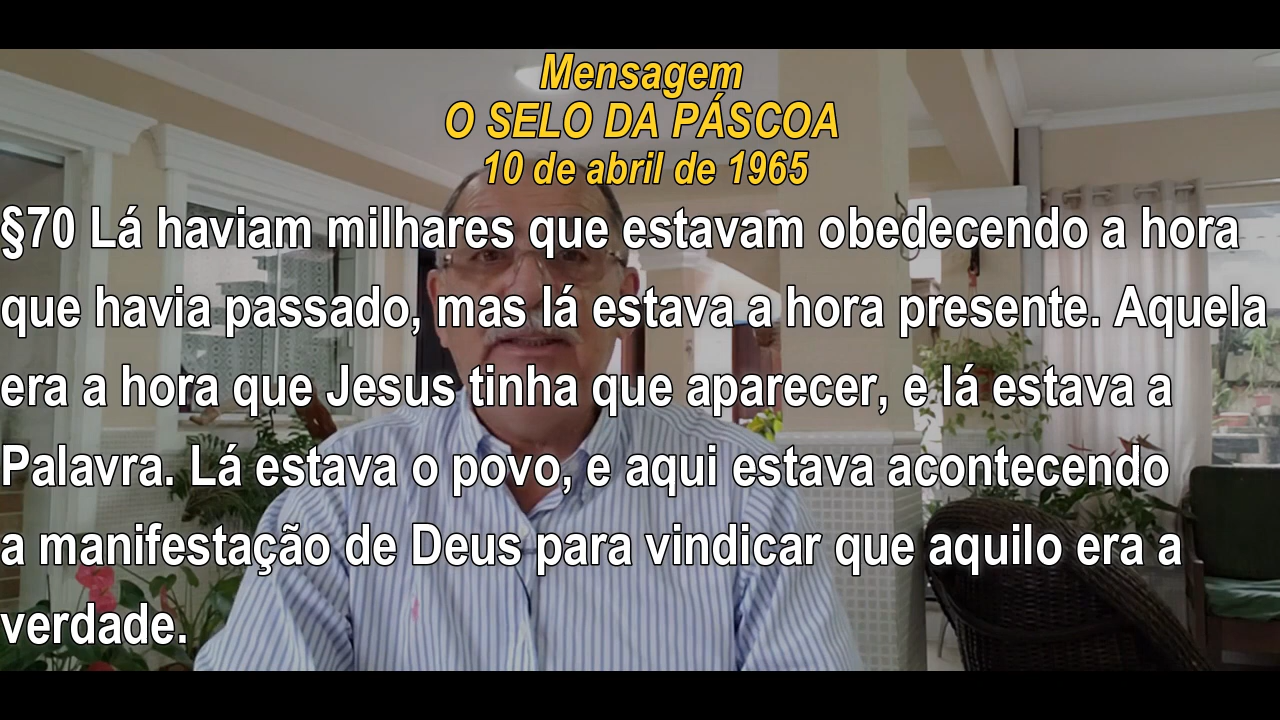 Mensagem
O SELO DA PÁSCOA
10 de abril de 1965
§70 Lá haviam milhares que estavam obedecendo a hora
que havia passado, mas lá estava a hora presente. Aquela
era a hora que Jesus tinha que aparecer, e lá estava a
Palavra. Lá estava o povo, e aqui estava acontecendo
a manifestação de Deus para vindicar que aquilo era a
verdade.